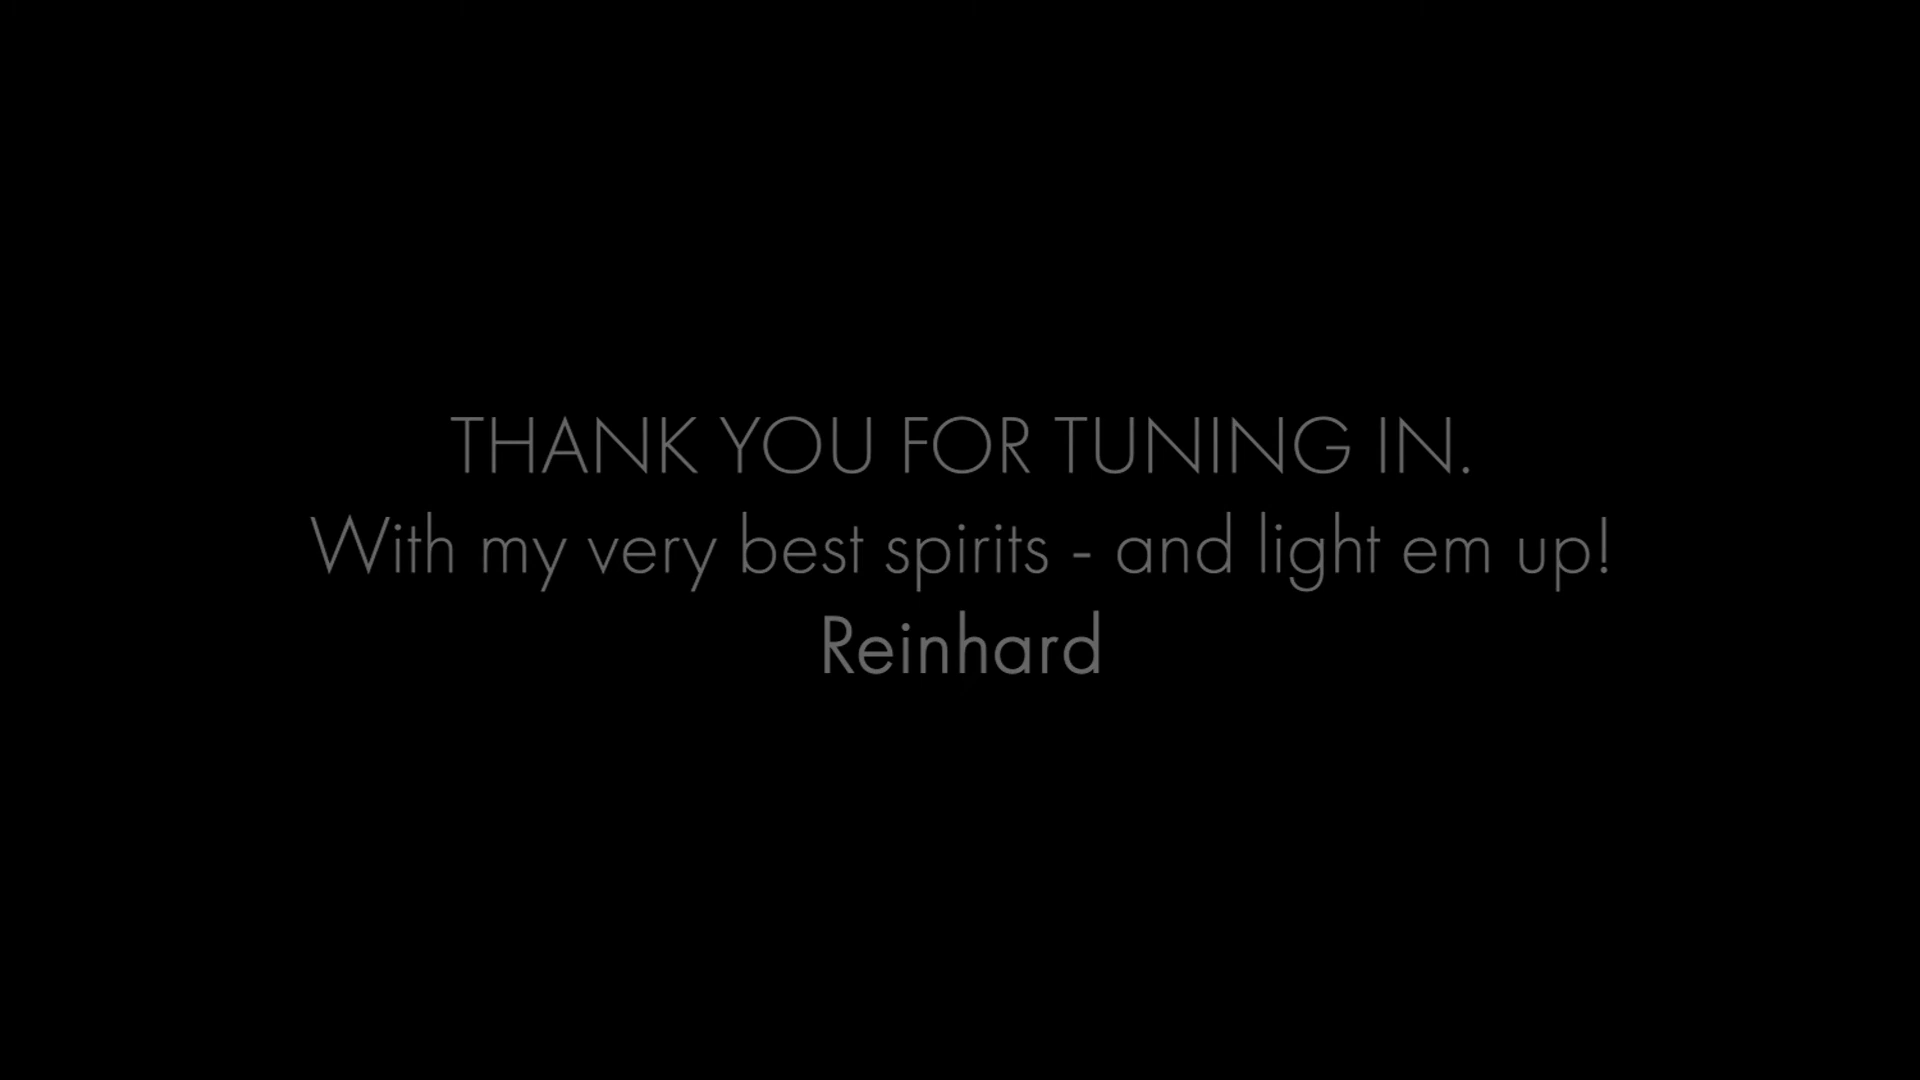 THANK YOU FOR TUNING IN.
With my very best spirits - and light em up!
Reinhard